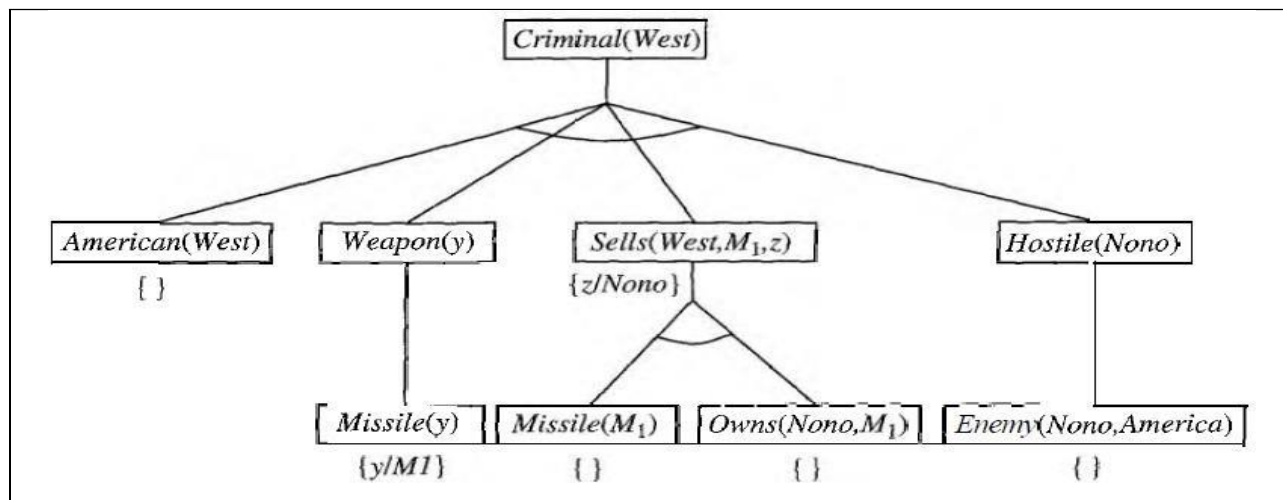 Criminal(West)
American(West) Weapon(y) Sells(West,M₁,z) Hostile(Nono)
{ } {z/Nono}
Missile(y) Missile(M₁) Owns(Nono,M₁) Enemy(Nono,America)
{y/M1} { } { } { }